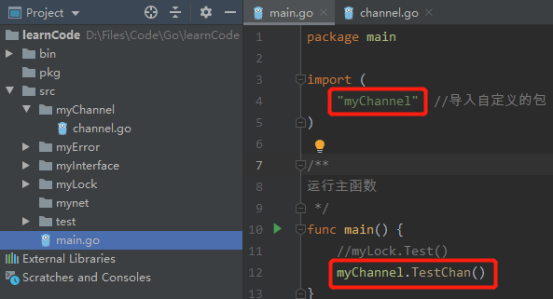 Project
learnCode D:\Files\Code\Go\learnCode
bin
pkg
src
myChannel
channel.go
myError
myInterface
myLock
mynet
test
main.go
External Libraries
Scratches and Consoles
main.go channel.go
1 package main
2
3 import (
4 "myChannel" //导入自定义的包
5 )
6
7 /**
8 运行主函数
9 */
10 func main() {
11 //myLock.Test()
12 myChannel.TestChan()
13 }